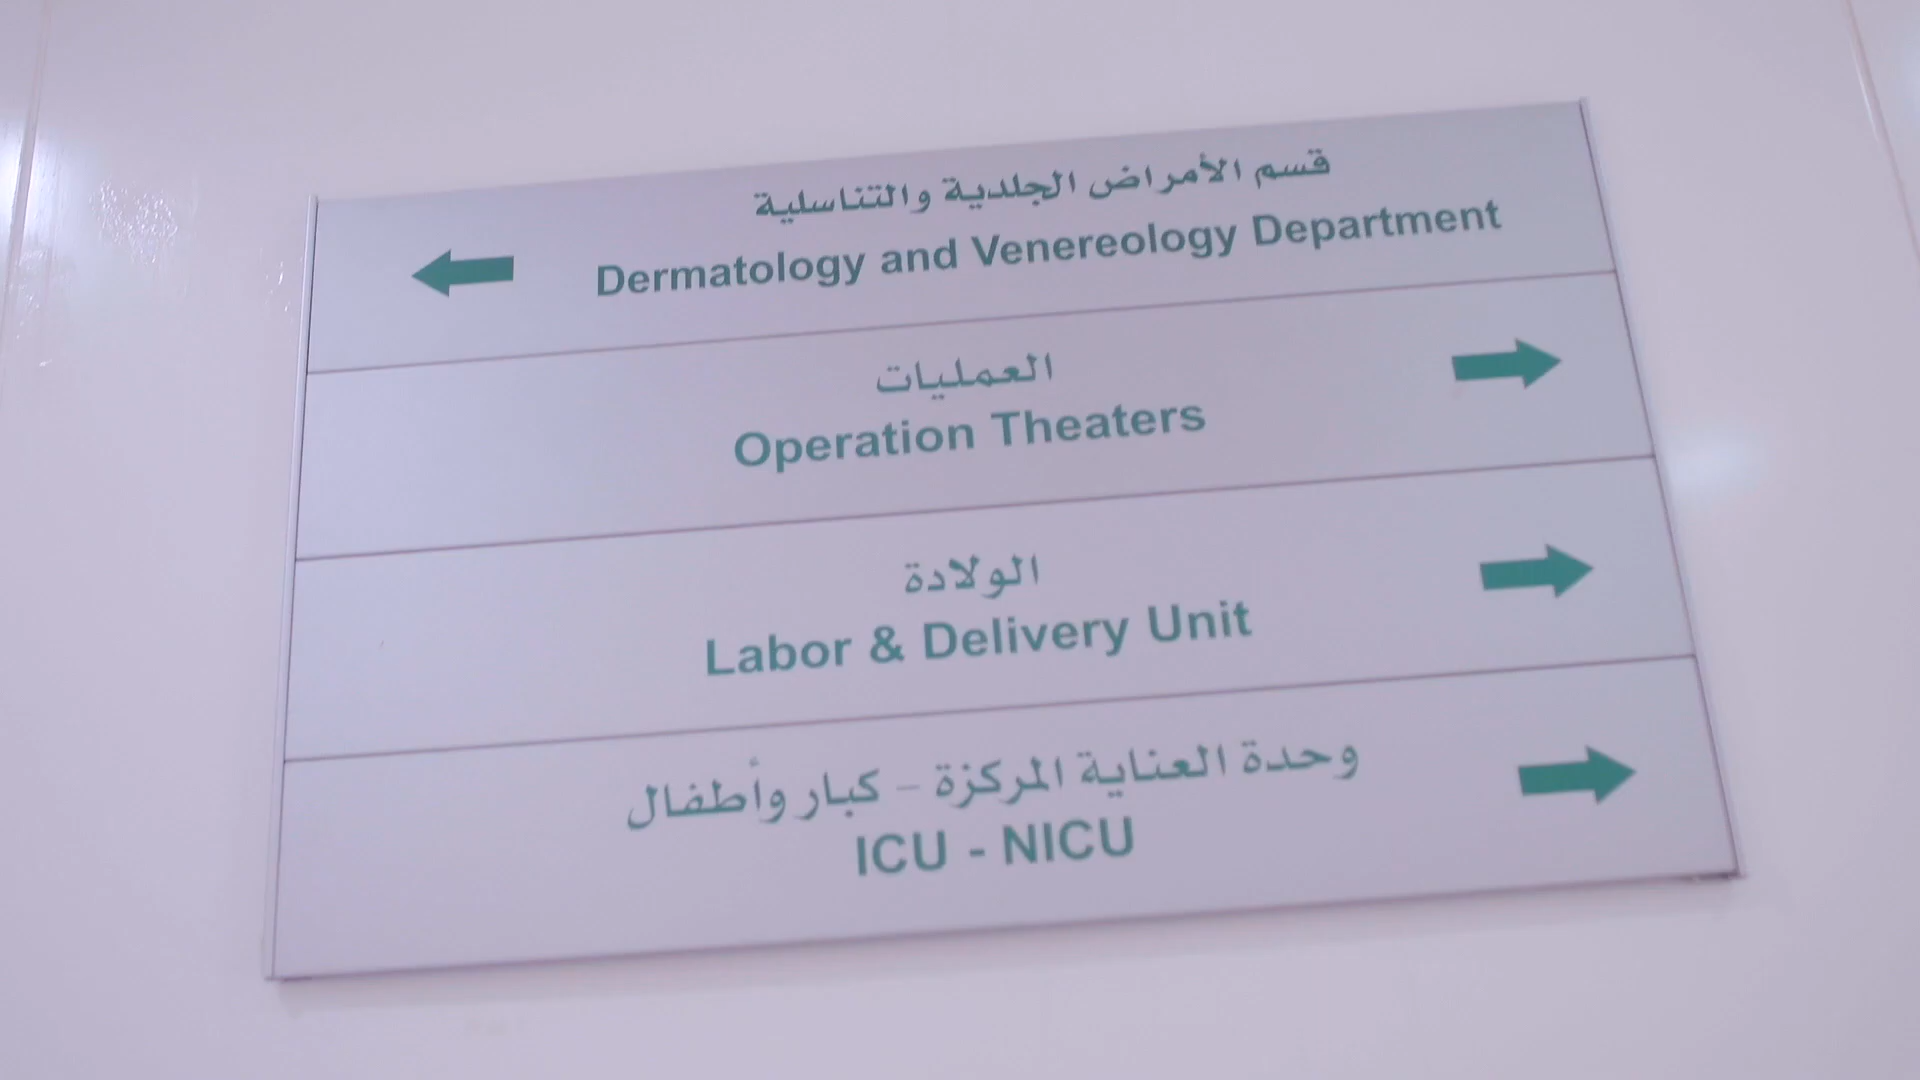 قسم الأمراض الجلدية والتناسلية
Dermatology and Venereology Department
العمليات
Operation Theaters
الولادة
Labor & Delivery Unit
وحدة العناية المركزة – كبار وأطفال
ICU - NICU